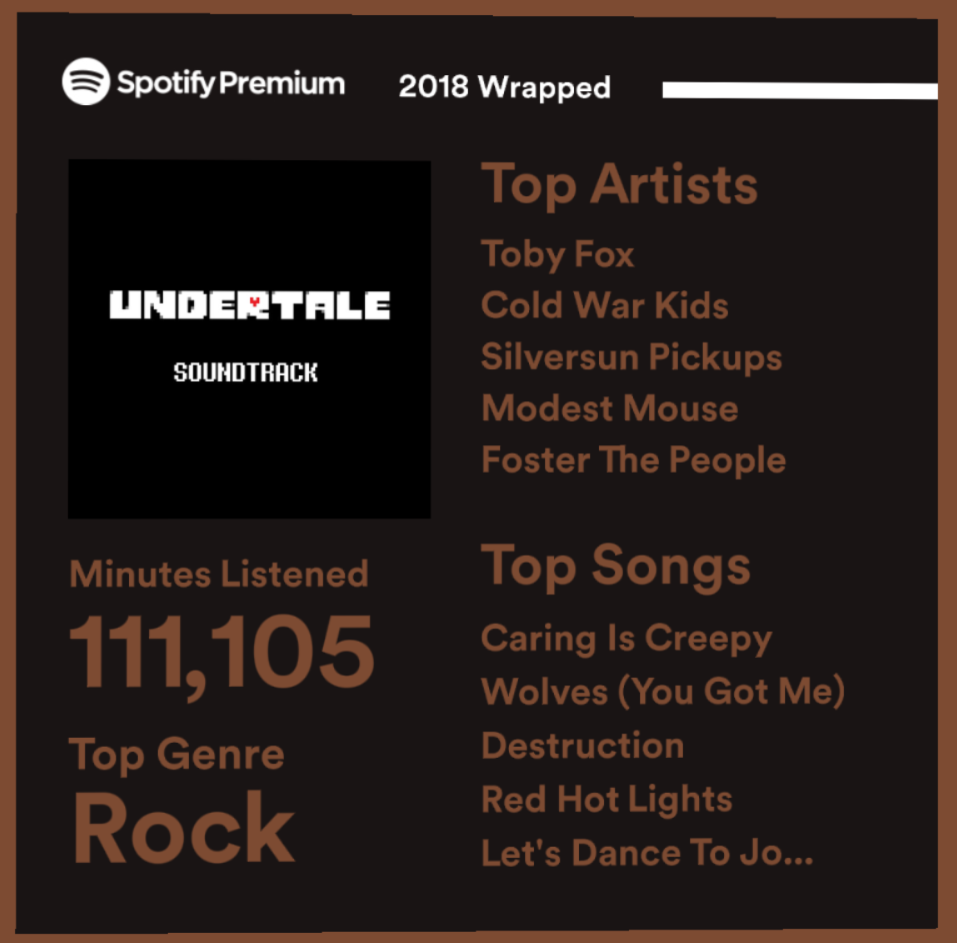 Spotify Premium
2018 Wrapped
UNDERTALE
SOUNDTRACK
Minutes Listened
111,105
Top Genre
Rock
Top Artists
Toby Fox
Cold War Kids
Silversun Pickups
Modest Mouse
Foster The People
Top Songs
Caring Is Creepy
Wolves (You Got Me)
Destruction
Red Hot Lights
Let's Dance To Jo...